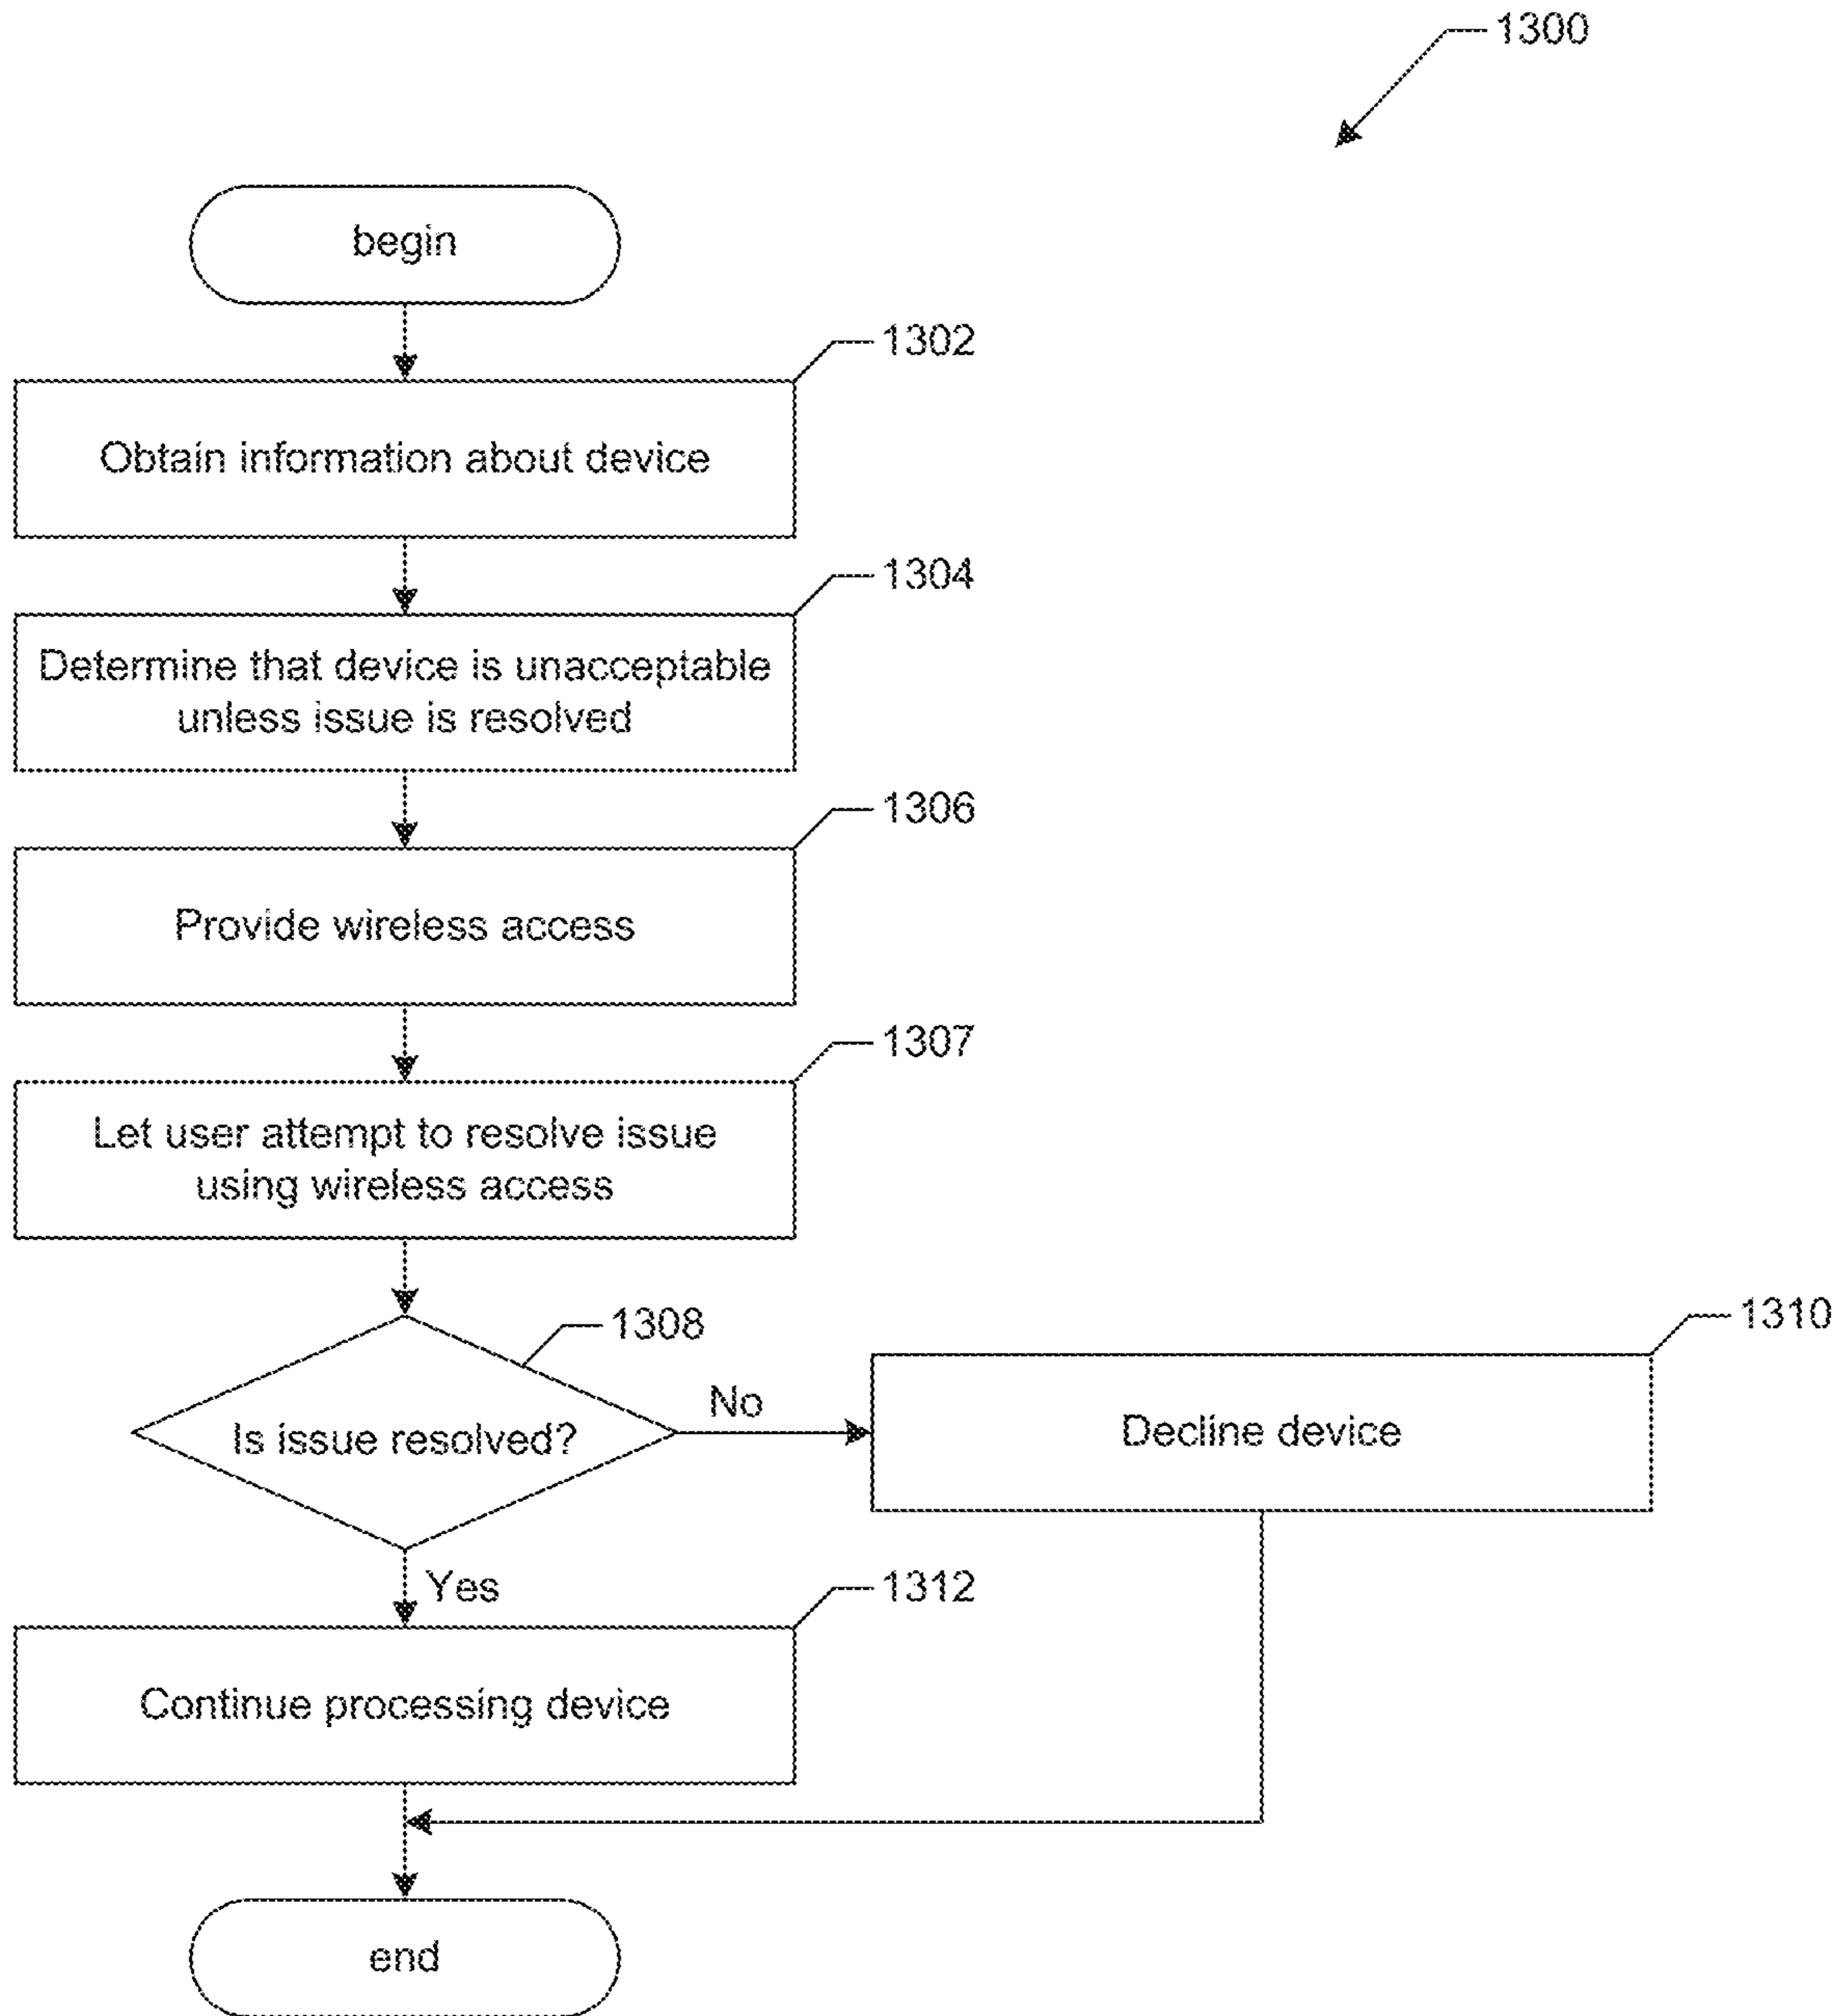 1300
begin
1302
Obtain information about device
1304
Determine that device is unacceptable
unless issue is resolved
1306
Provide wireless access
1307
Let user attempt to resolve issue
using wireless access
1308
Is issue resolved?
No
1310
Decline device
Yes
1312
Continue processing device
end